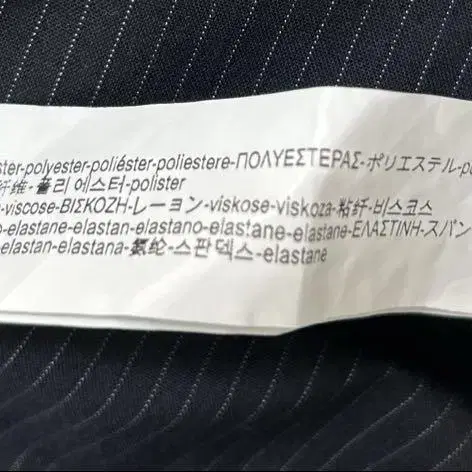 ster-polyester-poliéster-poliestere-ΠΟΛΥΕΣΤΕΡΑΣ-ポリエステル-po
纤维-폴리에스터-polister
-viscose-ΒΙΣΚΟΖΗ-レーヨン-viskose-viskoza-粘纤-비스코스
o-elastane-elastan-elastano-elastane-elastane-ΕΛΑΣΤΙΝΗ-スパン
elastan-elastana-氨纶-스판덱스-elastane